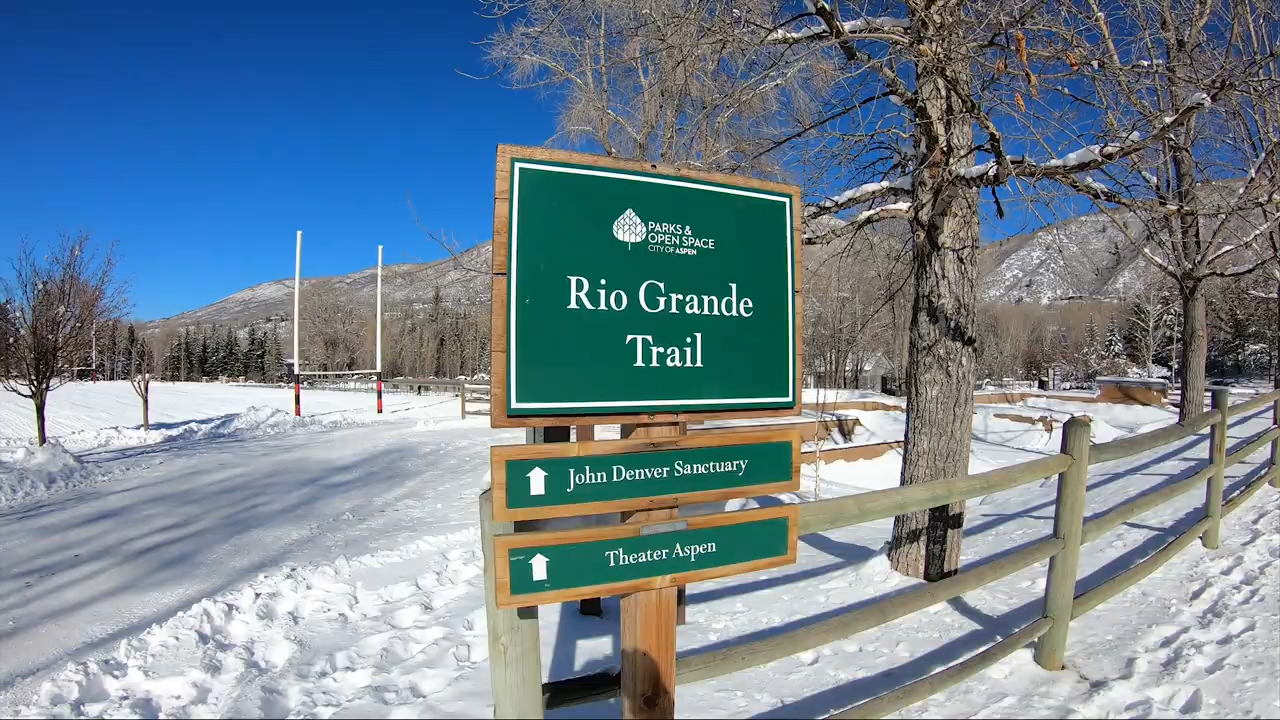 PARKS &
OPEN SPACE
CITY OF ASPEN
Rio Grande
Trail
John Denver Sanctuary
Theater Aspen